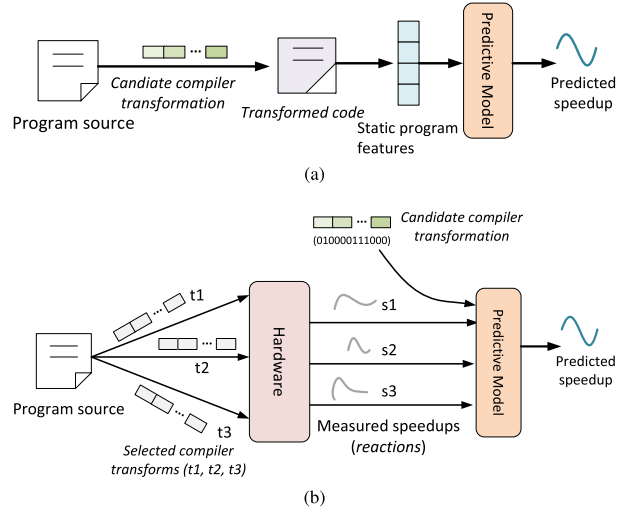 Candiate compiler
transformation
Program source
Transformed code
Static program
features
Predictive Model
Predicted
speedup
(a)
(010000111000)
Candidate compiler
transformation
t1
t2
t3
Program source
Selected compiler
transforms (t1, t2, t3)
Hardware
s1
s2
s3
Measured speedups
(reactions)
Predictive Model
Predicted
speedup
(b)